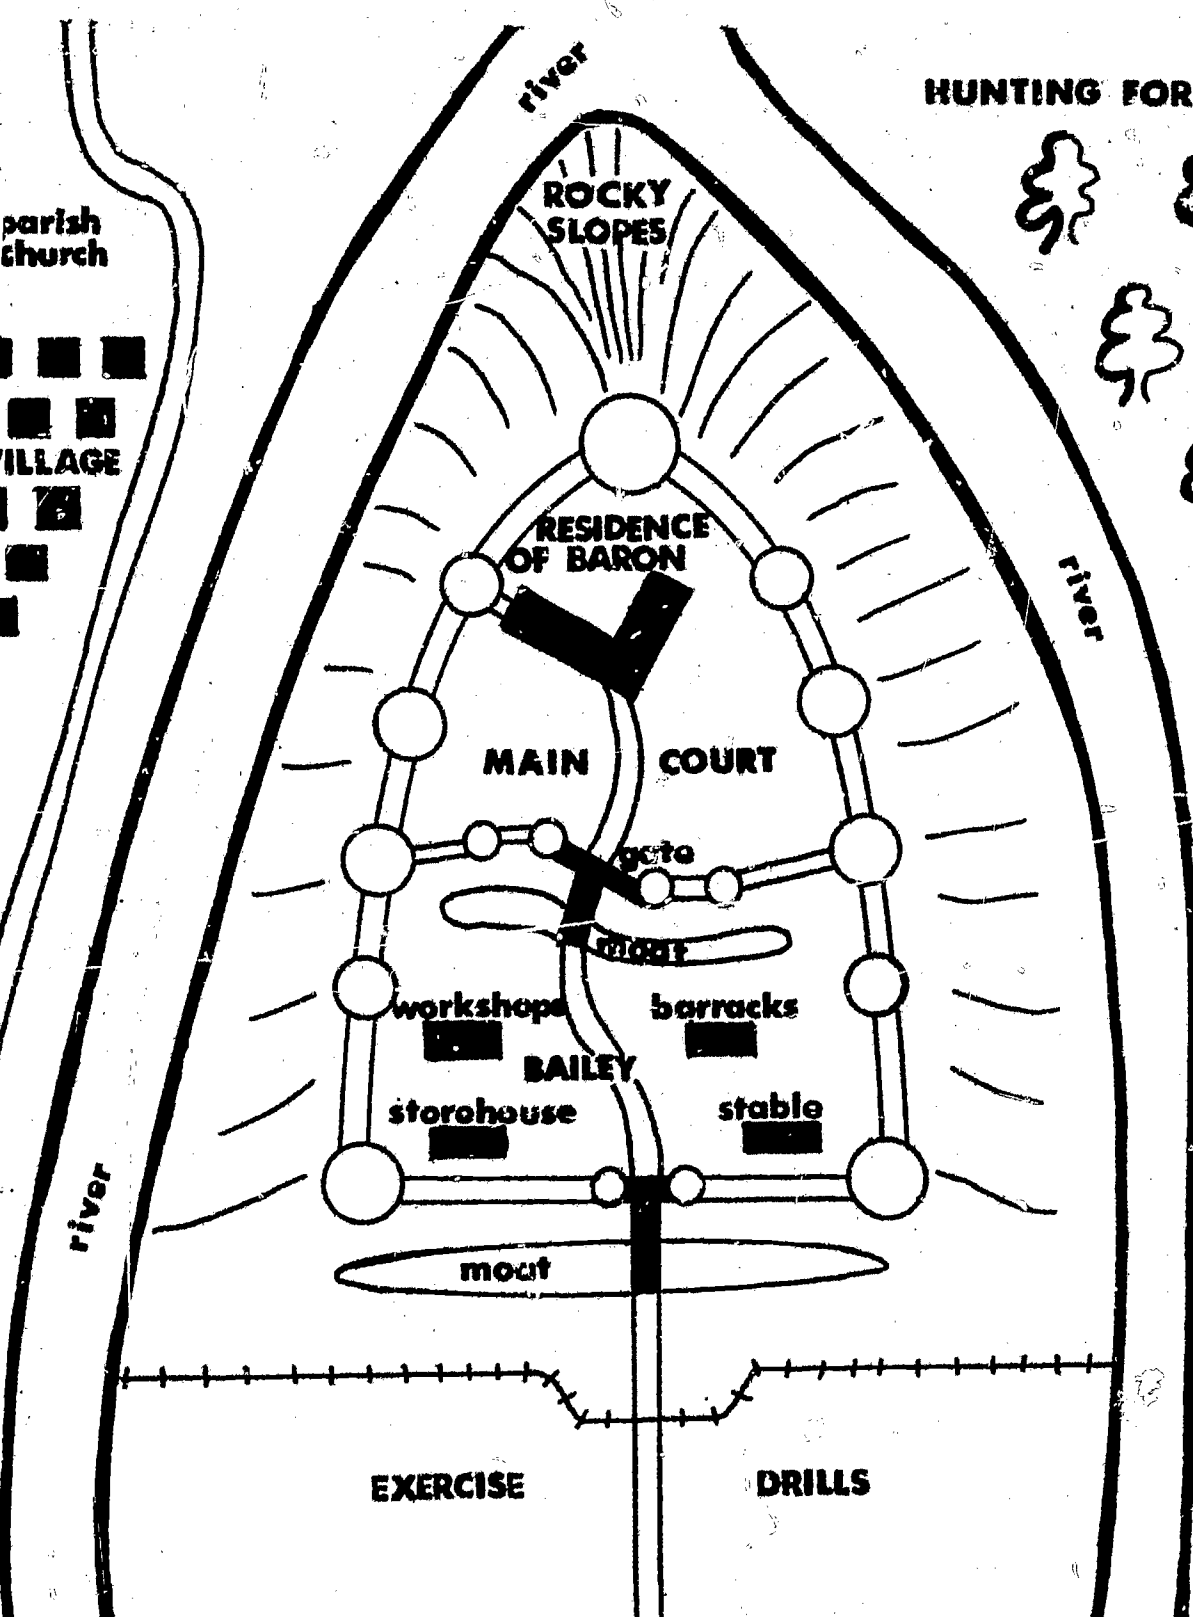 river
HUNTING FOR
ROCKY
SLOPES
parish
church
VILLAGE
RESIDENCE
OF BARON
river
MAIN COURT
gate
moat
workshops
barracks
BAILEY
storehouse
stable
river
moat
EXERCISE DRILLS